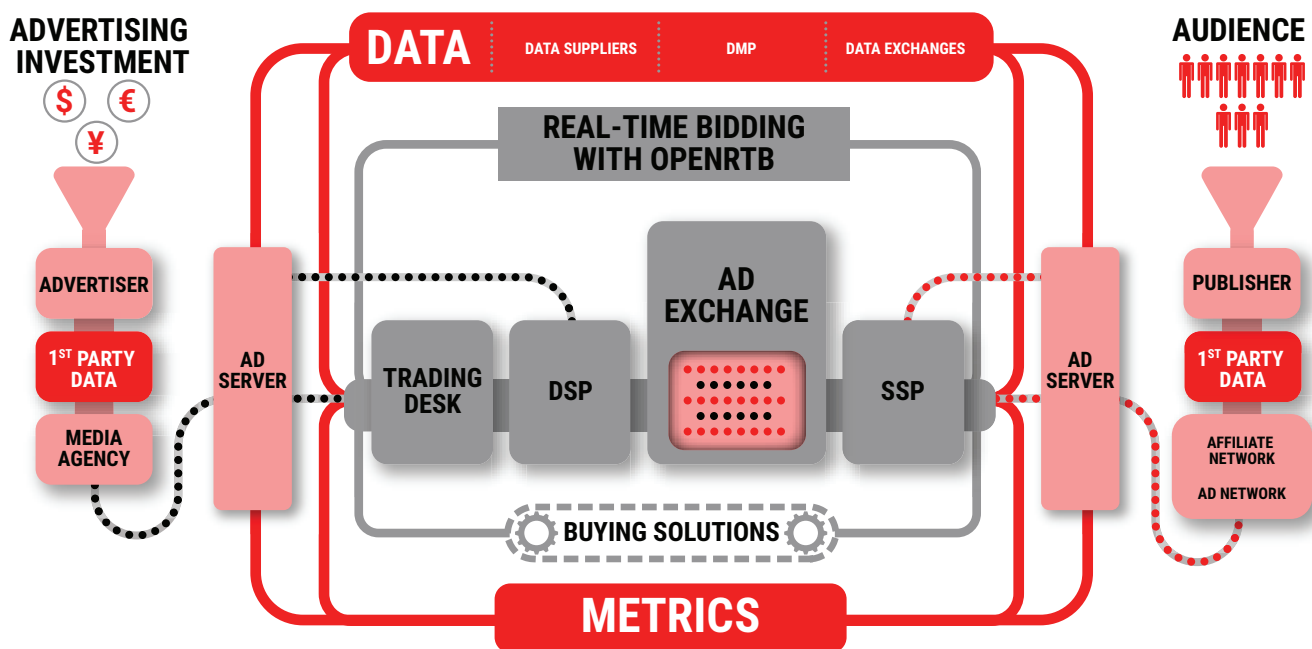 ADVERTISING
INVESTMENT
$
€
¥
ADVERTISER
1ST PARTY
DATA
MEDIA
AGENCY
AD
SERVER
DATA
DATA SUPPLIERS
DMP
DATA EXCHANGES
REAL-TIME BIDDING
WITH OPENRTB
TRADING
DESK
DSP
AD
EXCHANGE
SSP
BUYING SOLUTIONS
METRICS
AD
SERVER
AUDIENCE
PUBLISHER
1ST PARTY
DATA
AFFILIATE
NETWORK
AD NETWORK